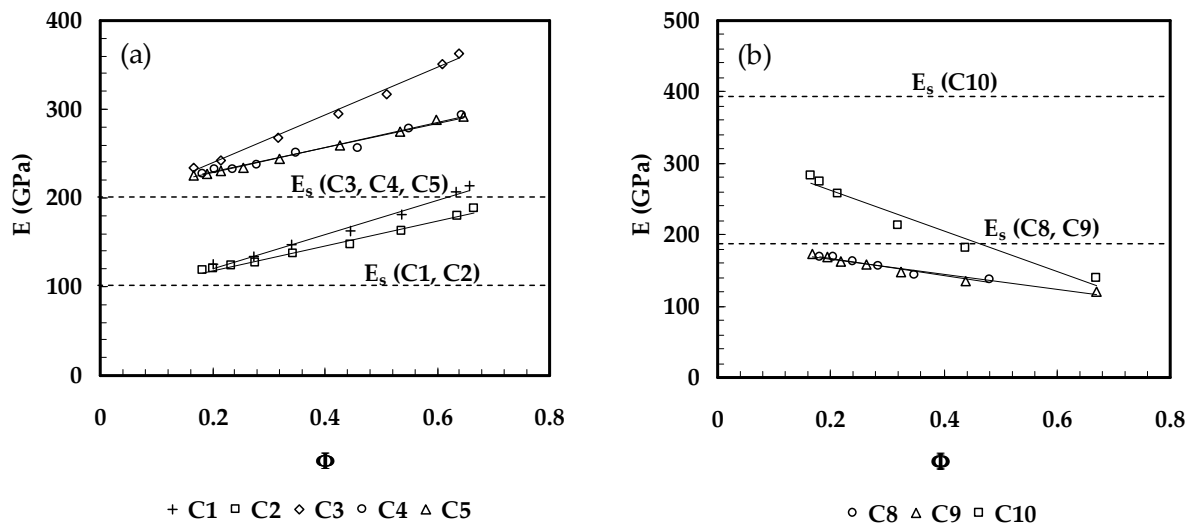 (a)
400
300
200
100
0
E (GPa)
E_s (C3, C4, C5)
E_s (C1, C2)
0 0.2 0.4 0.6 0.8
Φ
C1 C2 C3 C4 C5
(b)
500
400
300
200
100
0
E (GPa)
E_s (C10)
E_s (C8, C9)
0 0.2 0.4 0.6 0.8
Φ
C8 C9 C10